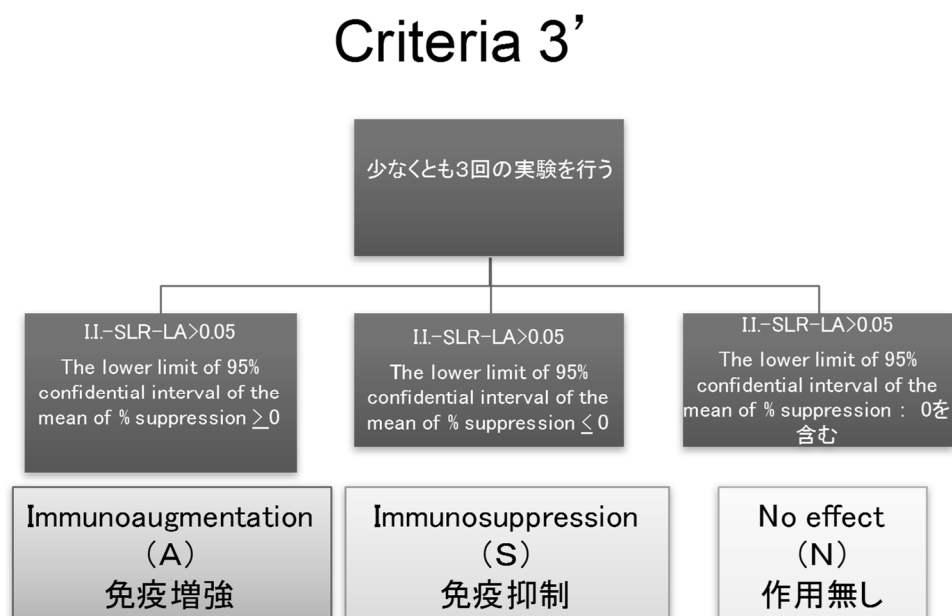 Criteria 3’
少なくとも3回の実験を行う
I.I.-SLR-LA>0.05
The lower limit of 95%
confidential interval of the
mean of % suppression ≥0
I.I.-SLR-LA>0.05
The lower limit of 95%
confidential interval of the
mean of % suppression ≤ 0
I.I.-SLR-LA>0.05
The lower limit of 95%
confidential interval of the
mean of % suppression : 0を
含む
Immunoaugmentation
(A)
免疫増強
Immunosuppression
(S)
免疫抑制
No effect
(N)
作用無し